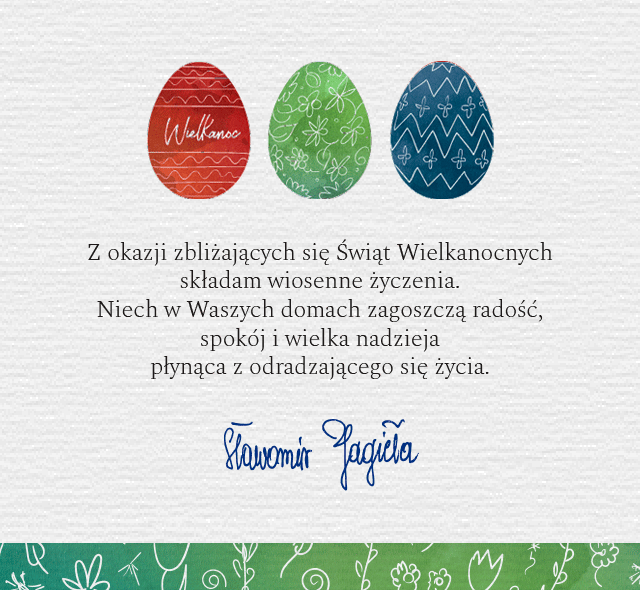 Wielkanoc
Z okazji zbliżających się Świąt Wielkanocnych
składam wiosenne życzenia.
Niech w Waszych domach zagoszczą radość,
spokój i wielka nadzieja
płynąca z odradzającego się życia.
Sławomir Jagieła